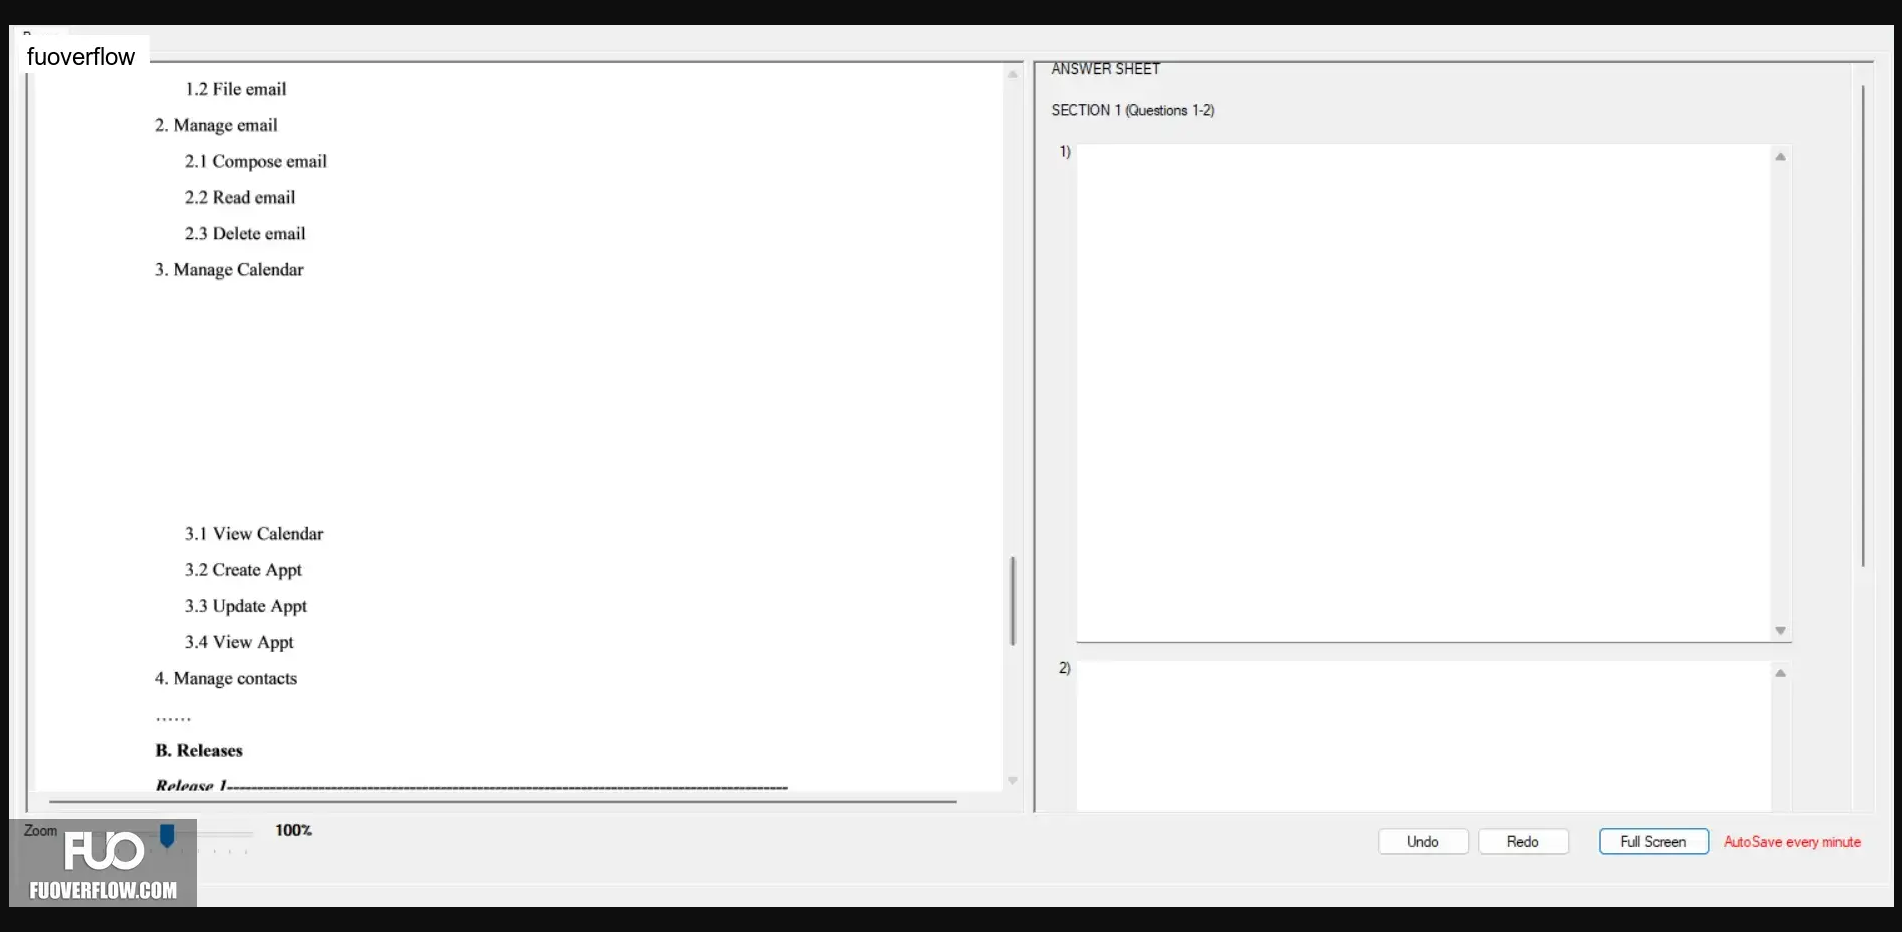 fuoverflow
1.2 File email
2. Manage email
2.1 Compose email
2.2 Read email
2.3 Delete email
3. Manage Calendar
3.1 View Calendar
3.2 Create Appt
3.3 Update Appt
3.4 View Appt
4. Manage contacts
......
B. Releases
Release 1--------------------------------------------------------------------------------
ANSWER SHEET
SECTION 1 (Questions 1-2)
1)
2)
Zoom
100%
Undo
Redo
Full Screen
AutoSave every minute
FUO
FUOVERFLOW.COM